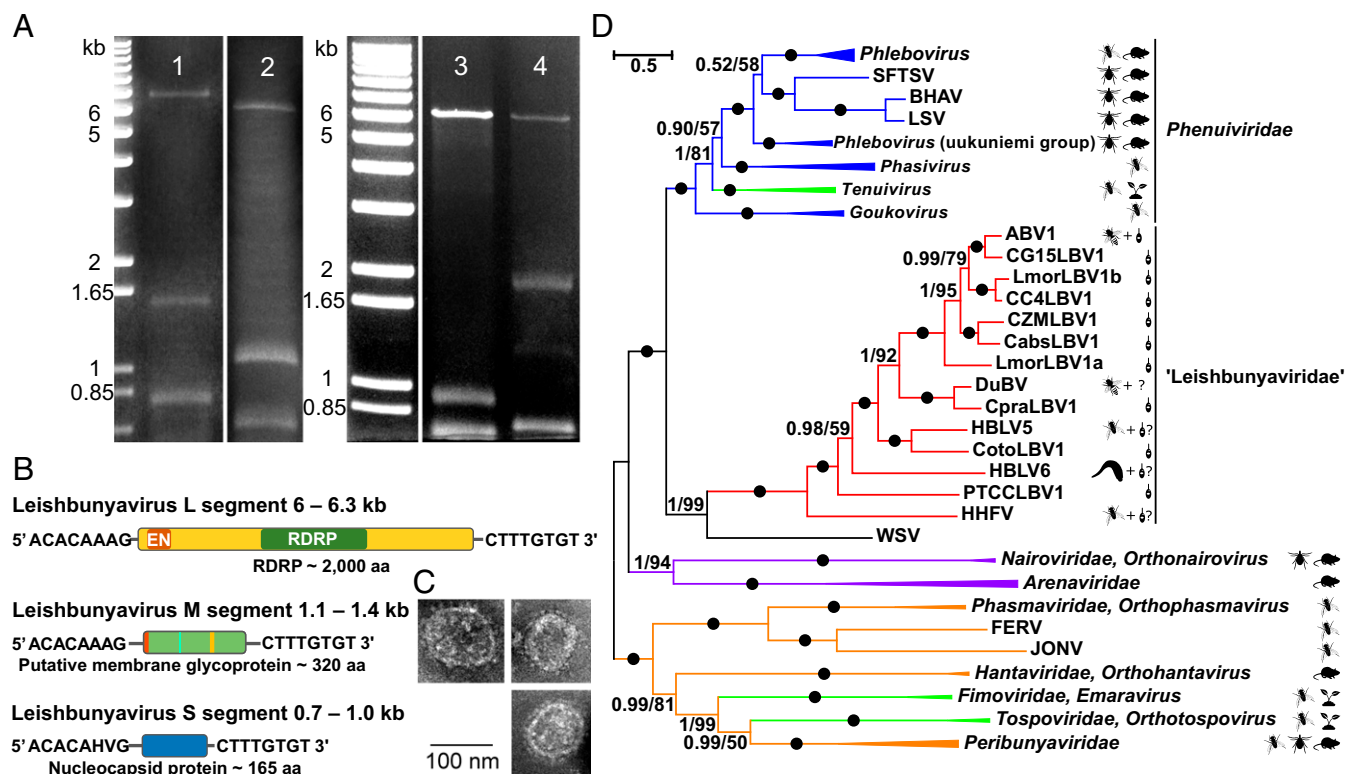 A
kb
1
2
6
5
2
1.65
1
0.85
kb
3
4
6
5
2
1.65
1
0.85
B
Leishbunyavirus L segment 6 – 6.3 kb
5' ACACAAAG EN RDRP CTTTGTGT 3'
RDRP ~ 2,000 aa
Leishbunyavirus M segment 1.1 – 1.4 kb
5' ACACAAAG CTTTGTGT 3'
Putative membrane glycoprotein ~ 320 aa
Leishbunyavirus S segment 0.7 – 1.0 kb
5' ACACAHVG CTTTGTGT 3'
Nucleocapsid protein ~ 165 aa
C
100 nm
D
0.5
Phlebovirus
0.52/58
SFTSV
BHAV
LSV
0.90/57
Phlebovirus (uukuniemi group)
1/81
Phasivirus
Tenuivirus
Goukovirus
Phenuiviridae
ABV1 +
0.99/79
CG15LBV1
LmorLBV1b
1/95
CC4LBV1
CZMLBV1
CabsLBV1
1/92
LmorLBV1a
DuBV + ?
CpraLBV1
0.98/59
HBLV5 + ?
CotoLBV1
HBLV6 + ?
PTCCLBV1
1/99
HHFV + ?
'Leishbunyaviridae'
WSV
1/94
Nairoviridae, Orthonairovirus
Arenaviridae
Phasmaviridae, Orthophasmavirus
FERV
JONV
Hantaviridae, Orthohantavirus
0.99/81
Fimoviridae, Emaravirus
1/99
Tospoviridae, Orthotospovirus
0.99/50
Peribunyaviridae